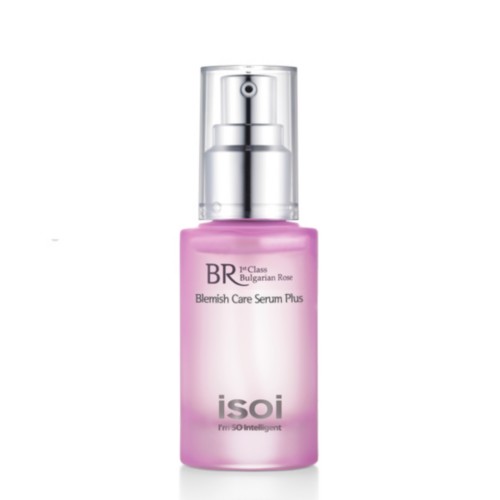 BR 1st Class
Bulgarian Rose
Blemish Care Serum Plus
isoi
I'm SO Intelligent